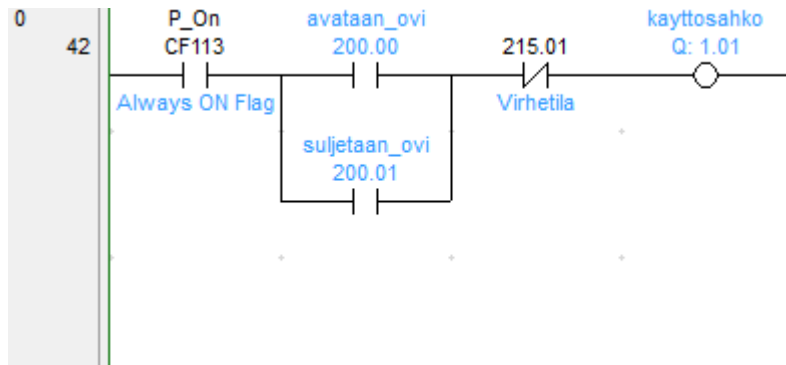 0
42
P_On
CF113
Always ON Flag
avataan_ovi
200.00
suljetaan_ovi
200.01
215.01
Virhetila
kayttosahko
Q: 1.01